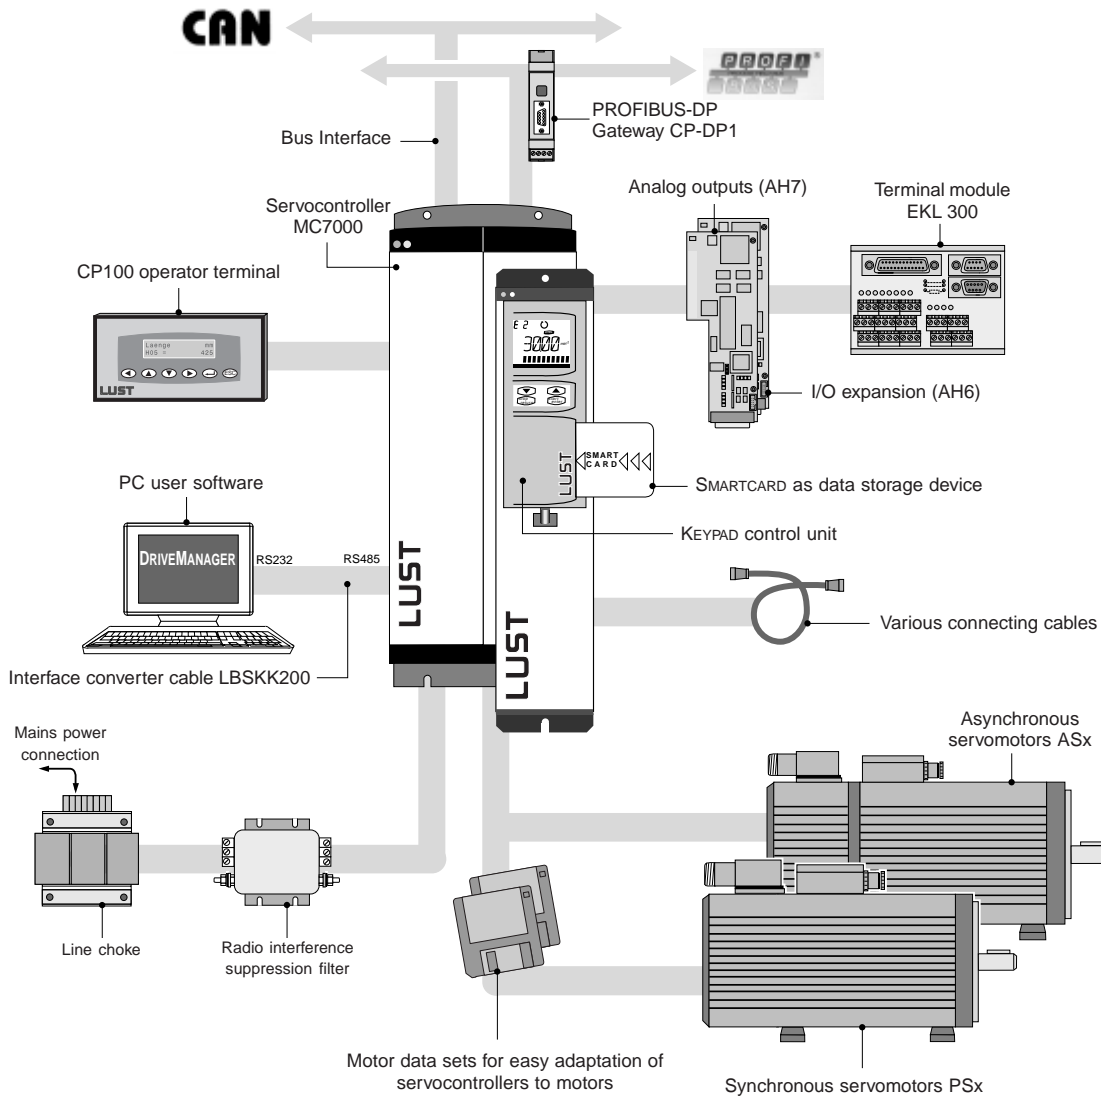 CAN
PROFI
PROFIBUS-DP
Gateway CP-DP1
Bus Interface
Analog outputs (AH7)
Terminal module
EKL 300
Servocontroller
MC7000
CP100 operator terminal
E2
3000
Laenge mm
H05 = 425
LUST
I/O expansion (AH6)
SMART
CARD
LUST
PC user software
SMARTCARD as data storage device
KEYPAD control unit
DRIVEMANAGER
RS232
RS485
LUST
LUST
Various connecting cables
Interface converter cable LBSKK200
Asynchronous
servomotors ASx
Mains power
connection
Line choke
Radio interference
suppression filter
Motor data sets for easy adaptation of
servocontrollers to motors
Synchronous servomotors PSx